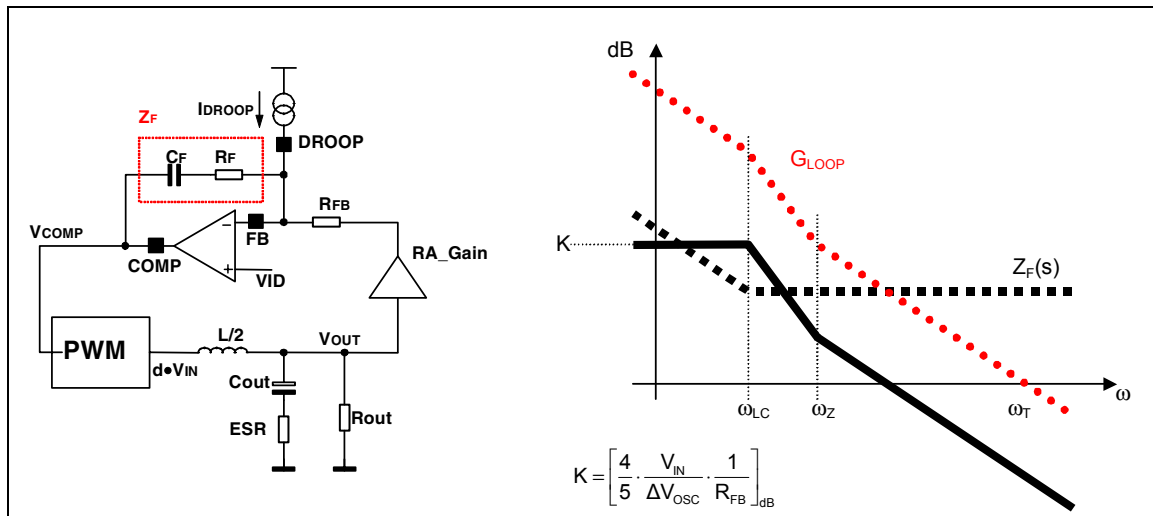 IDROOP
ZF
DROOP
CF
RF
RFB
VCOMP
FB
COMP
−
+
VID
RA_Gain
PWM
L/2
VOUT
d•VIN
Cout
ESR
Rout
dB
GLOOP
K
ZF(s)
ωLC
ωZ
ωT
ω
K = [4/5 · VIN/ΔVOSC · 1/RFB]dB